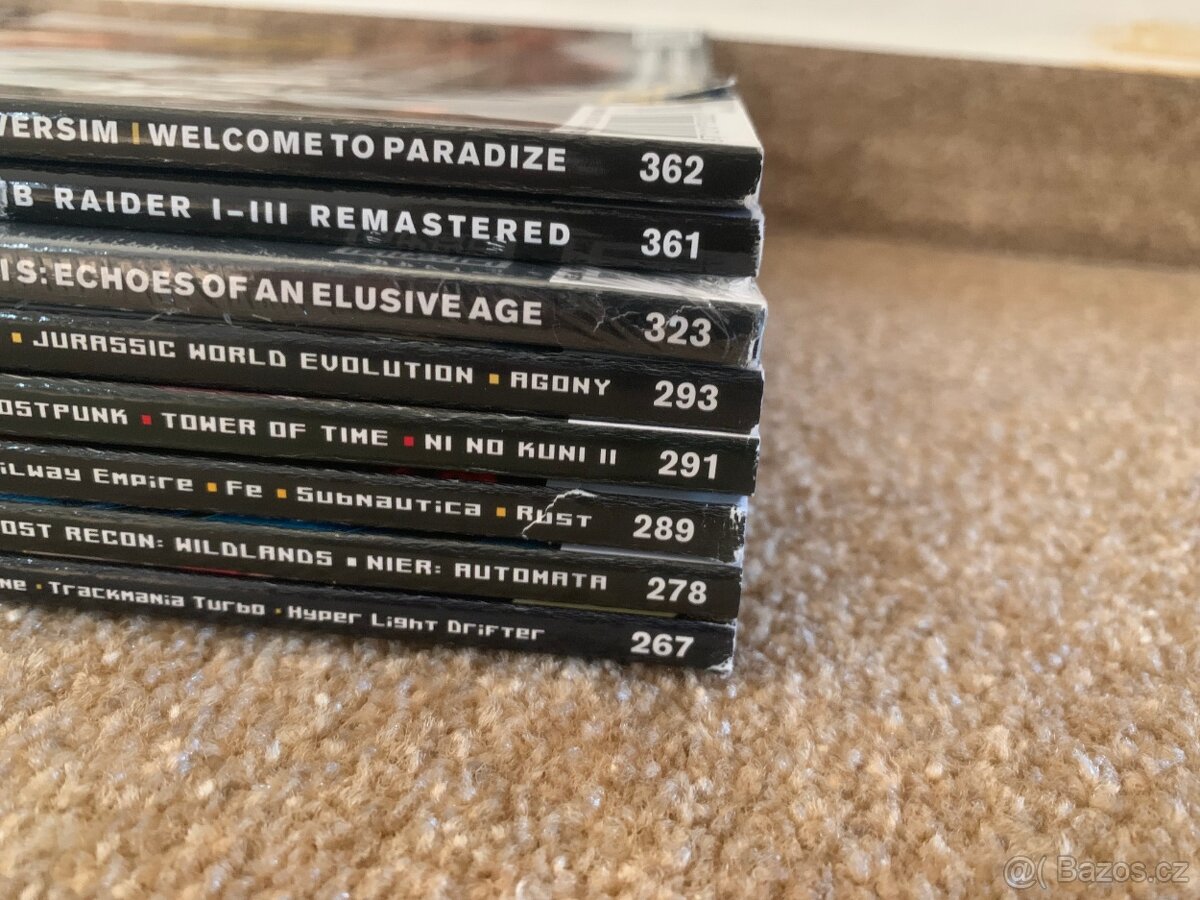 VERSIM | WELCOME TO PARADIZE 362
B RAIDER I-III REMASTERED 361
IS: ECHOES OF AN ELUSIVE AGE 323
▪ JURASSIC WORLD EVOLUTION ▪ AGONY 293
OSTPUNK ▪ TOWER OF TIME ▪ NI NO KUNI II 291
ILWAY EMPIRE ▪ FE ▪ SUBNAUTICA ▪ RUST 289
OST RECON: WILDLANDS ▪ NIER: AUTOMATA 278
NE ▪ TRACKMANIA TURBO ▪ HYPER LIGHT DRIFTER 267
@( Bazos.cz